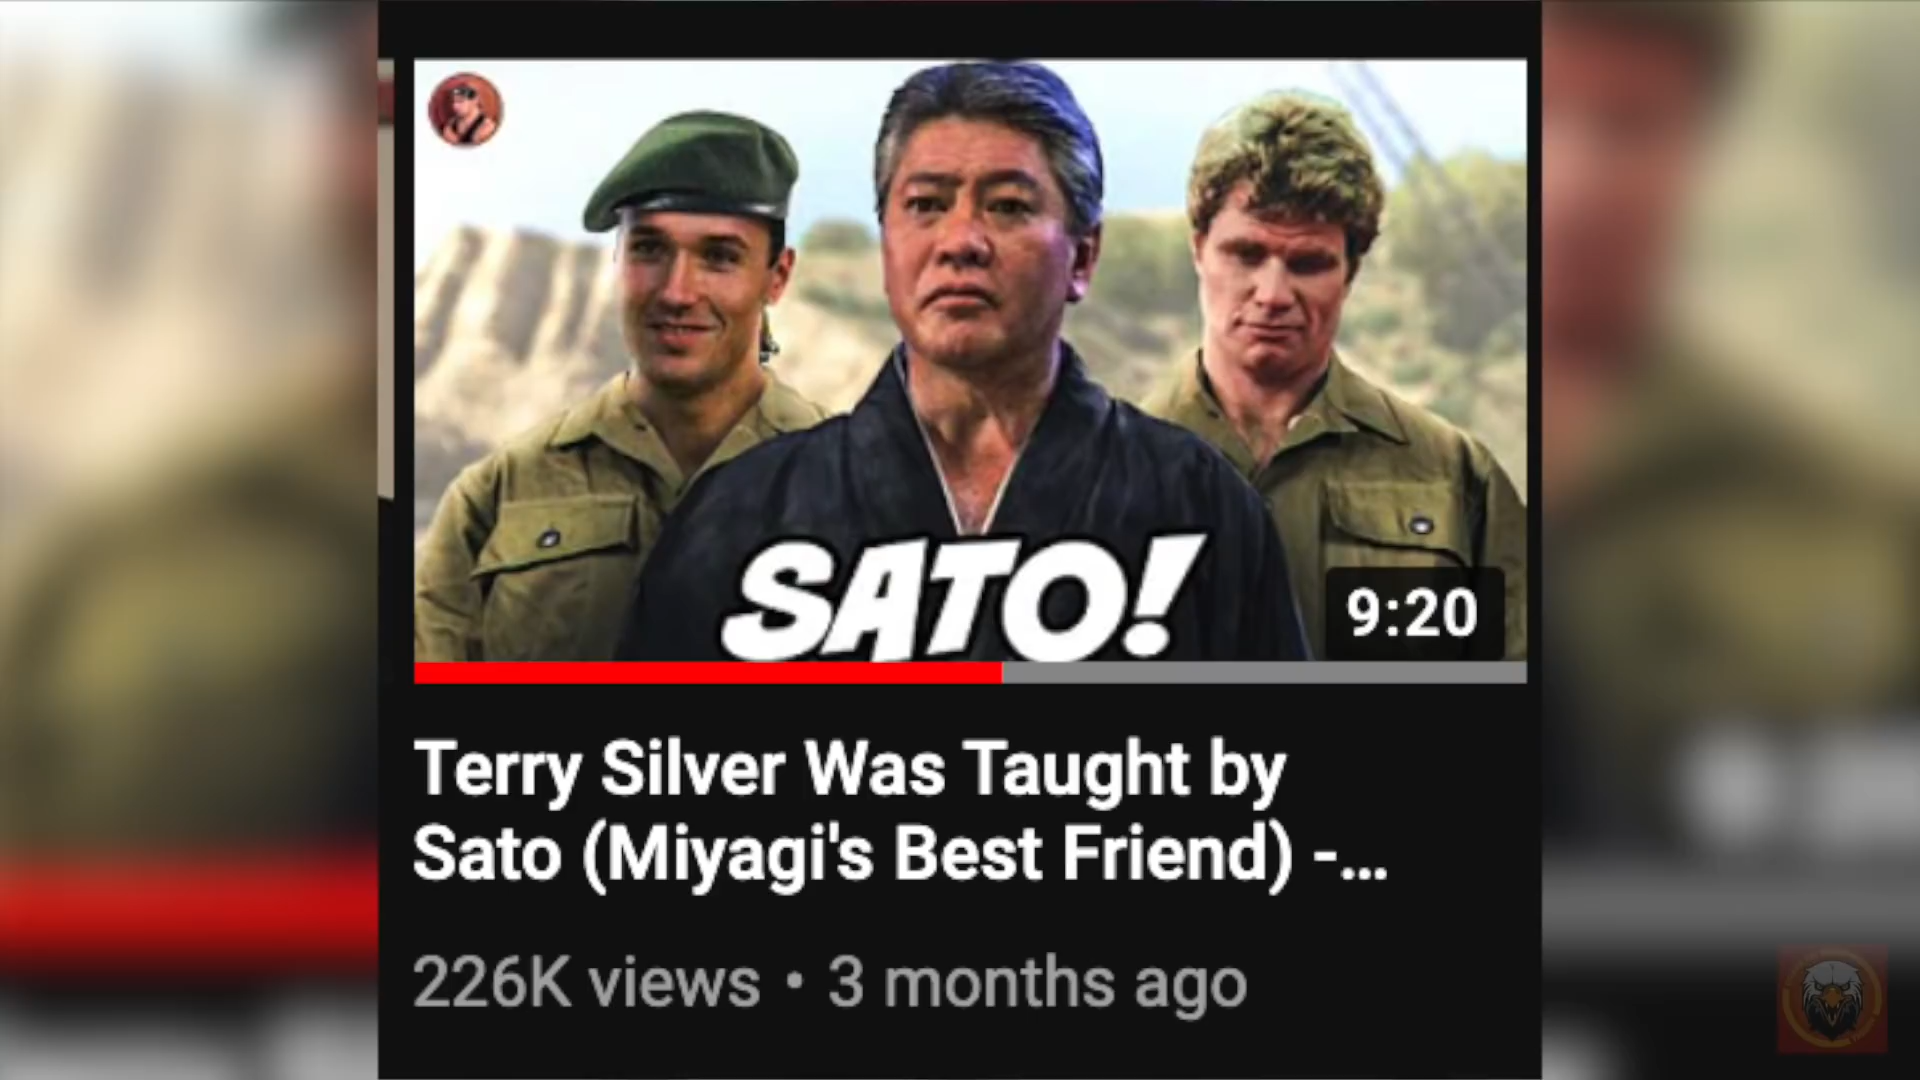 SATO!
9:20
Terry Silver Was Taught by
Sato (Miyagi's Best Friend) -...
226K views • 3 months ago